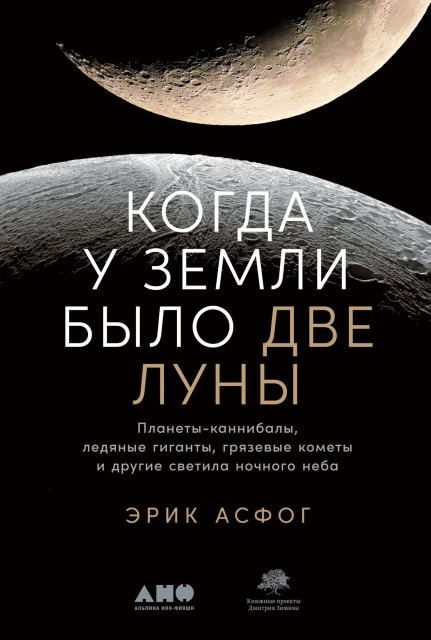 КОГДА
У ЗЕМЛИ
БЫЛО ДВЕ
ЛУНЫ
Планеты-каннибалы,
ледяные гиганты, грязевые кометы
и другие светила ночного неба
ЭРИК АСФОГ
АНФ
АЛЬПИНА НОН-ФИКШН
Книжные проекты
Дмитрия Зимина